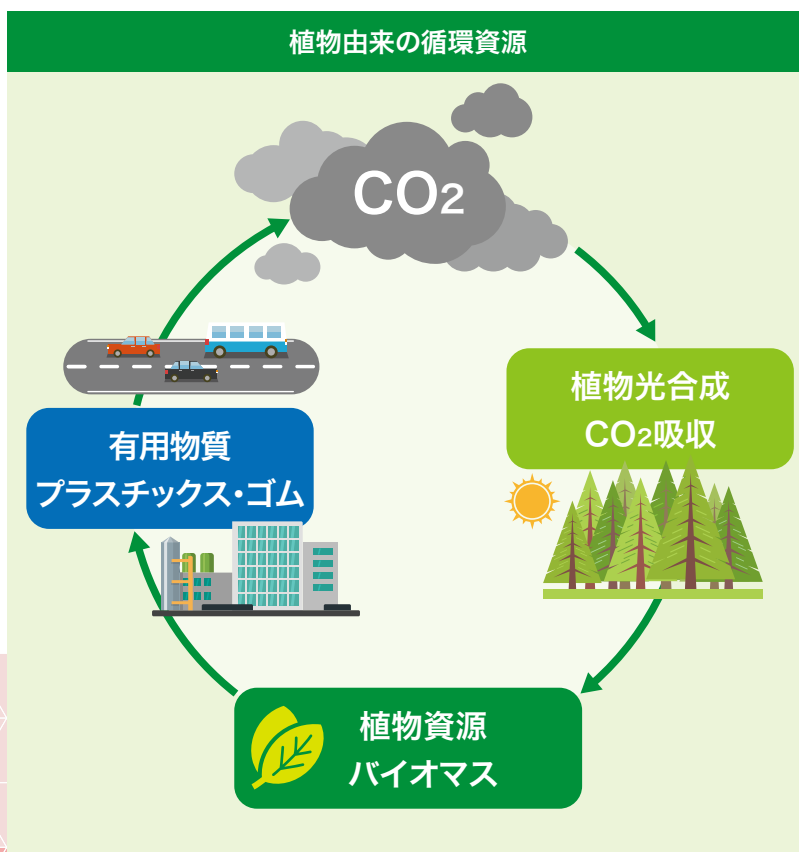 植物由来の循環資源
CO2
植物光合成
CO2吸収
有用物質
プラスチックス・ゴム
植物資源
バイオマス